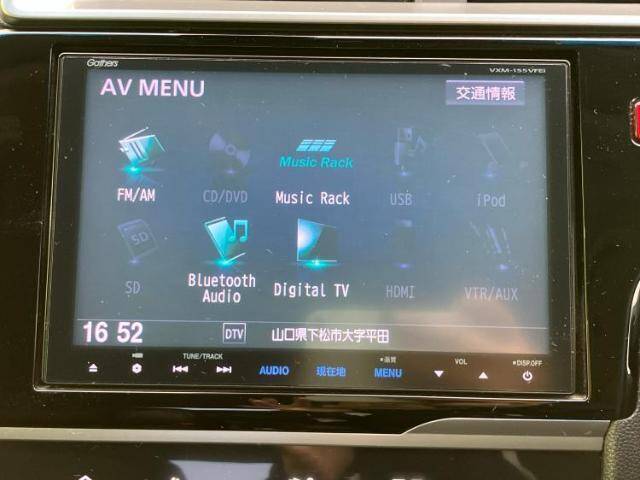 Gathers
VXM-155VFEi
AV MENU
交通情報
Music Rack
FM/AM
CD/DVD
Music Rack
USB
iPod
SD
SD
Bluetooth
Audio
Digital TV
HDMI
VTR/AUX
16 52
DTV
山口県下松市大字平田
TUNE/TRACK
AUDIO
現在地
画質
MENU
VOL
DISP.OFF